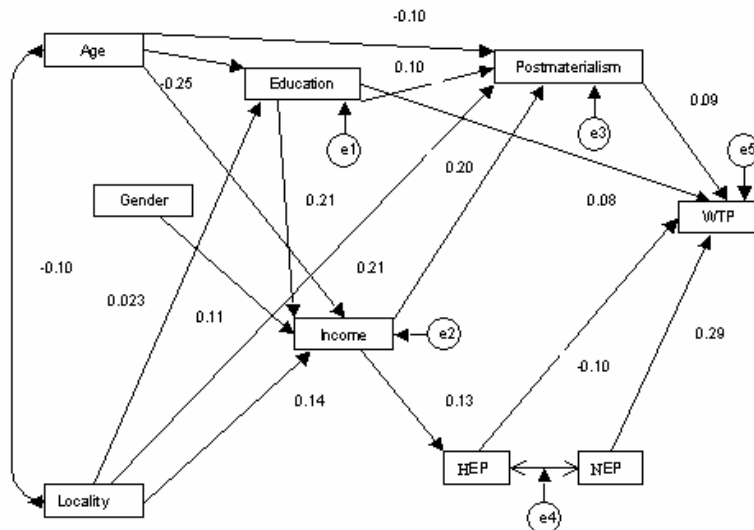 -0.10
Age
Postmaterialism
Education
0.10
-0.25
0.09
e1
e3
e5
0.20
Gender
0.21
0.08
WTP
-0.10
0.21
0.023
0.11
Income
e2
0.29
-0.10
0.14
0.13
HEP
NEP
Locality
e4